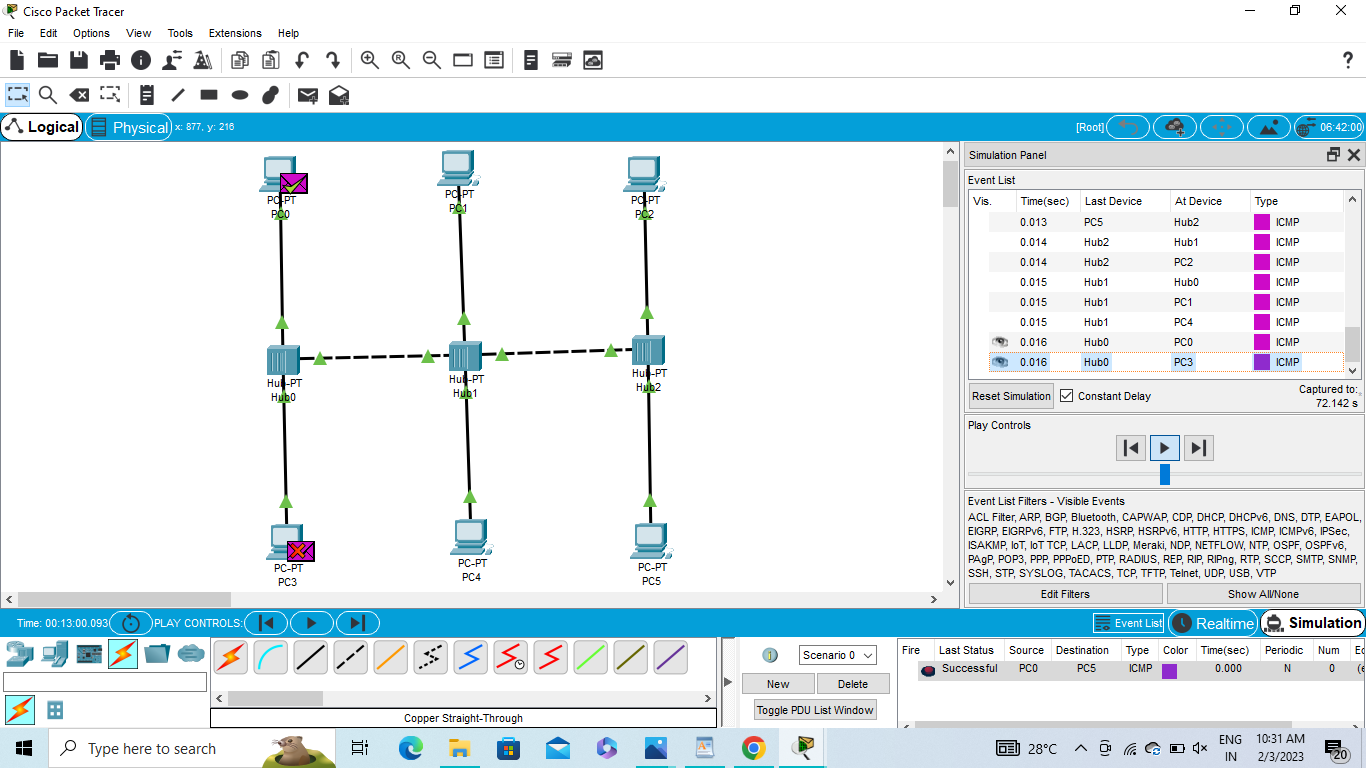 Cisco Packet Tracer
File Edit Options View Tools Extensions Help
?
Logical Physical x: 877, y: 216 [Root] 06:42:00
PC-PT
PC0
PC-PT
PC1
PC-PT
PC2
Hub-PT
Hub0
Hub-PT
Hub1
Hub-PT
Hub2
PC-PT
PC3
PC-PT
PC4
PC-PT
PC5
Simulation Panel
Event List
Vis. Time(sec) Last Device At Device Type
0.013 PC5 Hub2 ICMP
0.014 Hub2 Hub1 ICMP
0.014 Hub2 PC2 ICMP
0.015 Hub1 Hub0 ICMP
0.015 Hub1 PC1 ICMP
0.015 Hub1 PC4 ICMP
0.016 Hub0 PC0 ICMP
0.016 Hub0 PC3 ICMP
Reset Simulation Constant Delay Captured to:
72.142 s
Play Controls
Event List Filters - Visible Events
ACL Filter, ARP, BGP, Bluetooth, CAPWAP, CDP, DHCP, DHCPv6, DNS, DTP, EAPOL,
EIGRP, EIGRPv6, FTP, H.323, HSRP, HSRPv6, HTTP, HTTPS, ICMP, ICMPv6, IPSec,
ISAKMP, IoT, IoT TCP, LACP, LLDP, Meraki, NDP, NETFLOW, NTP, OSPF, OSPFv6,
PAgP, POP3, PPP, PPPoED, PTP, RADIUS, REP, RIP, RIPng, RTP, SCCP, SMTP, SNMP,
SSH, STP, SYSLOG, TACACS, TCP, TFTP, Telnet, UDP, USB, VTP
Edit Filters Show All/None
Time: 00:13:00.093 PLAY CONTROLS: Event List Realtime Simulation
Copper Straight-Through
Scenario 0
New Delete
Toggle PDU List Window
Fire Last Status Source Destination Type Color Time(sec) Periodic Num Ec
Successful PC0 PC5 ICMP 0.000 N 0 (e
Type here to search
28°C
ENG
IN
10:31 AM
2/3/2023
20